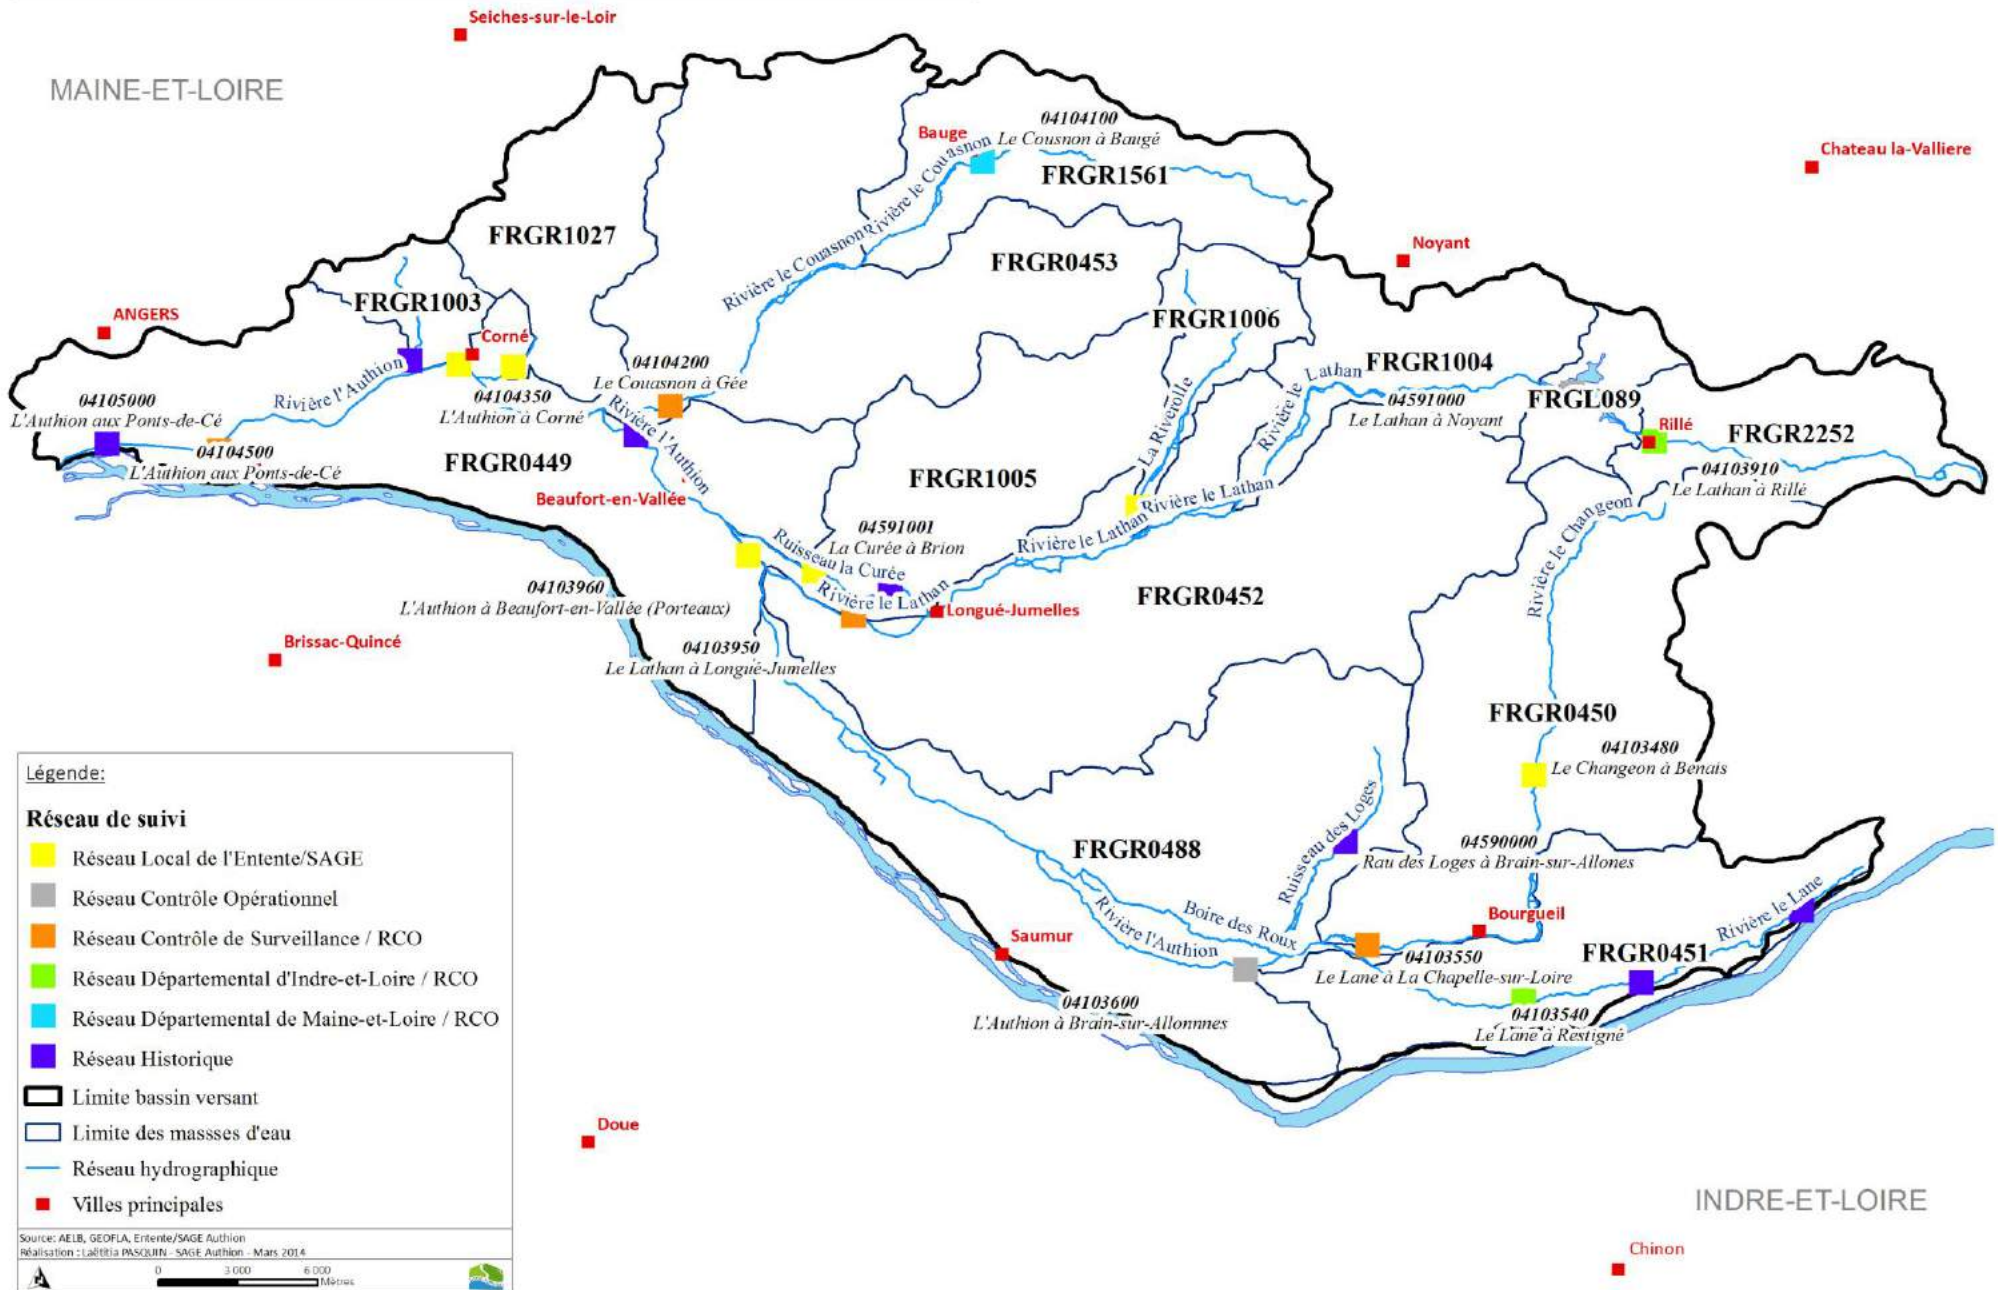 Seiches-sur-le-Loir
MAINE-ET-LOIRE
04104100
Bauge
Le Cousnon à Baugé
Chateau la-Valliere
FRGR1561
Rivière le Couasnon
FRGR1027
Noyant
FRGR0453
Rivière le Couasnon
FRGR1003
ANGERS
FRGR1006
Corné
04104200
Le Couasnon à Gée
FRGR1004
Rivière l'Authion
Rivière le Lathan
04105000
L'Authion aux Ponts-de-Cé
04104350
L'Authion à Corné
04591000
Le Lathan à Noyant
FRGL089
Rivière l'Authion
La Riverolle
Rivière le Lathan
Rillé
FRGR2252
04104500
L'Authion aux Ponts-de-Cé
FRGR0449
04103910
Le Lathan à Rillé
FRGR1005
Beaufort-en-Vallée
Rivière le Lathan
Rivière le Changeon
04591001
La Curée à Brion
Rivière le Lathan
Ruisseau la Curée
04103960
L'Authion à Beaufort-en-Vallée (Porteaux)
Rivière le Lathan
FRGR0452
Longué-Jumelles
Brissac-Quincé
04103950
Le Lathan à Longué-Jumelles
FRGR0450
04103480
Le Changeon à Benais
Ruisseau des Loges
FRGR0488
04590000
Rau des Loges à Brain-sur-Allones
Rivière le Lane
Boire des Roux
Bourgueil
Rivière l'Authion
Saumur
FRGR0451
04103550
Le Lane à La Chapelle-sur-Loire
04103600
L'Authion à Brain-sur-Allonnnes
04103540
Le Lane à Restigné
Doue
INDRE-ET-LOIRE
Chinon
Légende:
Réseau de suivi
Réseau Local de l'Entente/SAGE
Réseau Contrôle Opérationnel
Réseau Contrôle de Surveillance / RCO
Réseau Départemental d'Indre-et-Loire / RCO
Réseau Départemental de Maine-et-Loire / RCO
Réseau Historique
Limite bassin versant
Limite des massses d'eau
Réseau hydrographique
Villes principales
Source: AELB, GEOFLA, Entente/SAGE Authion
Réalisation : Laëtitia PASQUIN - SAGE Authion - Mars 2014
0 3 000 6 000
Mètres